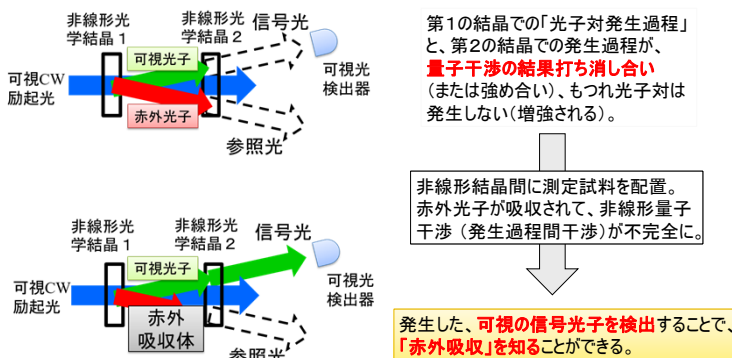 非線形光
学結晶1
非線形光
学結晶2
信号光
可視光子
可視CW
励起光
可視光
検出器
赤外光子
参照光
第1の結晶での「光子対発生過程」
と、第2の結晶での発生過程が、
量子干渉の結果打ち消し合い
(または強め合い)、もつれ光子対は
発生しない(増強される)。
非線形結晶間に測定試料を配置。
赤外光子が吸収されて、非線形量子
干渉(発生過程間干渉)が不完全に。
非線形光
学結晶1
非線形光
学結晶2
信号光
可視光子
可視CW
励起光
可視光
検出器
赤外
吸収体
参照光
発生した、可視の信号光子を検出することで、
「赤外吸収」を知ることができる。